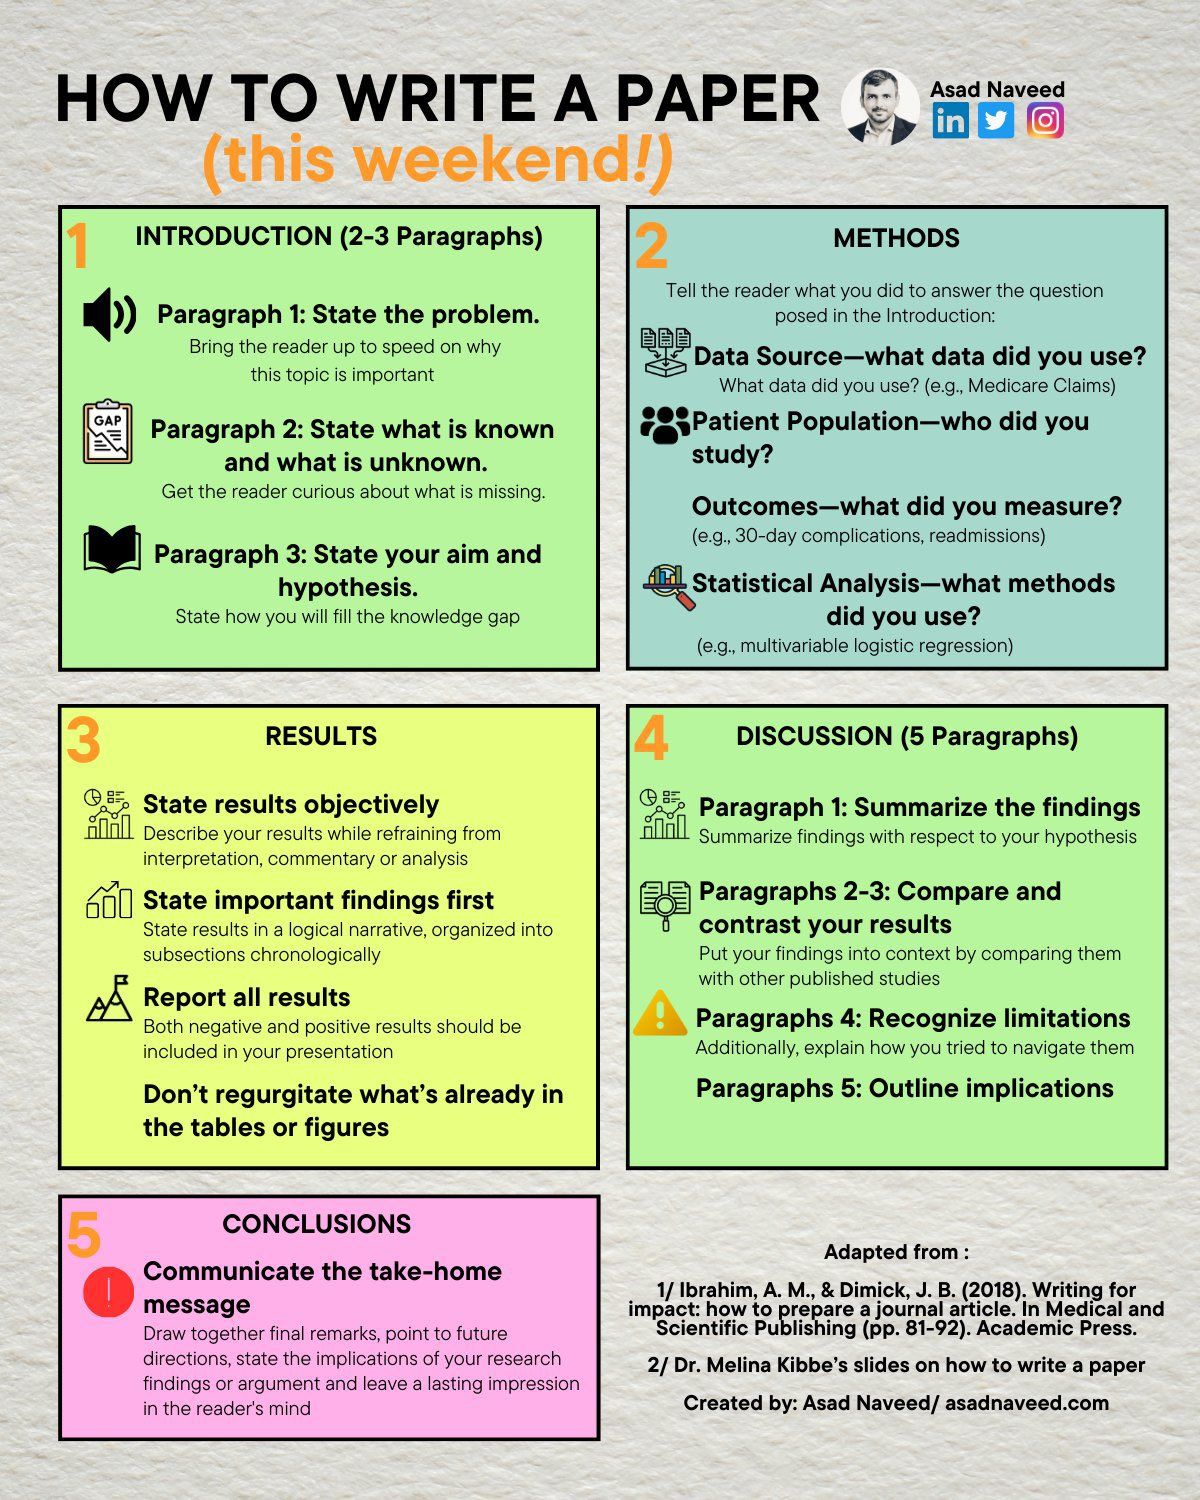 HOW TO WRITE A PAPER
(this weekend!)
Asad Naveed
in
1
INTRODUCTION (2-3 Paragraphs)
Paragraph 1: State the problem.
Bring the reader up to speed on why
this topic is important
GAP
Paragraph 2: State what is known
and what is unknown.
Get the reader curious about what is missing.
Paragraph 3: State your aim and
hypothesis.
State how you will fill the knowledge gap
2
METHODS
Tell the reader what you did to answer the question
posed in the Introduction:
Data Source—what data did you use?
What data did you use? (e.g., Medicare Claims)
Patient Population—who did you
study?
Outcomes—what did you measure?
(e.g., 30-day complications, readmissions)
Statistical Analysis—what methods
did you use?
(e.g., multivariable logistic regression)
3
RESULTS
State results objectively
Describe your results while refraining from
interpretation, commentary or analysis
State important findings first
State results in a logical narrative, organized into
subsections chronologically
Report all results
Both negative and positive results should be
included in your presentation
Don't regurgitate what's already in
the tables or figures
4
DISCUSSION (5 Paragraphs)
Paragraph 1: Summarize the findings
Summarize findings with respect to your hypothesis
Paragraphs 2-3: Compare and
contrast your results
Put your findings into context by comparing them
with other published studies
Paragraphs 4: Recognize limitations
Additionally, explain how you tried to navigate them
Paragraphs 5: Outline implications
5
CONCLUSIONS
Communicate the take-home
message
Draw together final remarks, point to future
directions, state the implications of your research
findings or argument and leave a lasting impression
in the reader's mind
Adapted from :
1/ Ibrahim, A. M., & Dimick, J. B. (2018). Writing for
impact: how to prepare a journal article. In Medical and
Scientific Publishing (pp. 81-92). Academic Press.
2/ Dr. Melina Kibbe's slides on how to write a paper
Created by: Asad Naveed/ asadnaveed.com